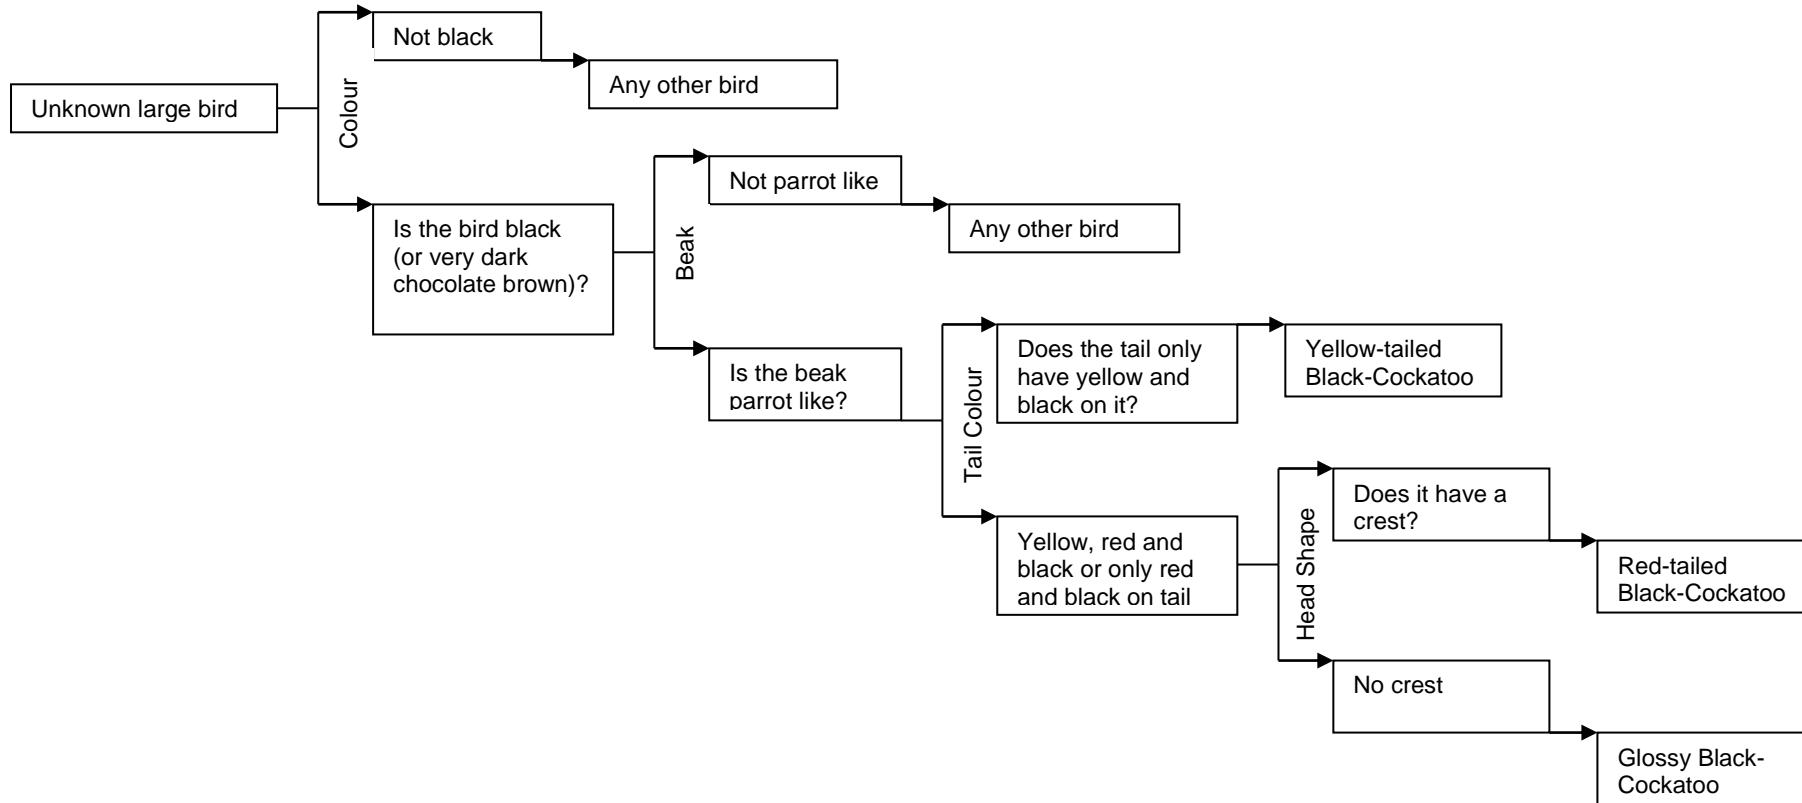 Not black
Any other bird
Unknown large bird
Colour
Not parrot like
Any other bird
Is the bird black
(or very dark
chocolate brown)?
Beak
Is the beak
parrot like?
Does the tail only
have yellow and
black on it?
Yellow-tailed
Black-Cockatoo
Tail Colour
Yellow, red and
black or only red
and black on tail
Does it have a
crest?
Red-tailed
Black-Cockatoo
Head Shape
No crest
Glossy Black-
Cockatoo